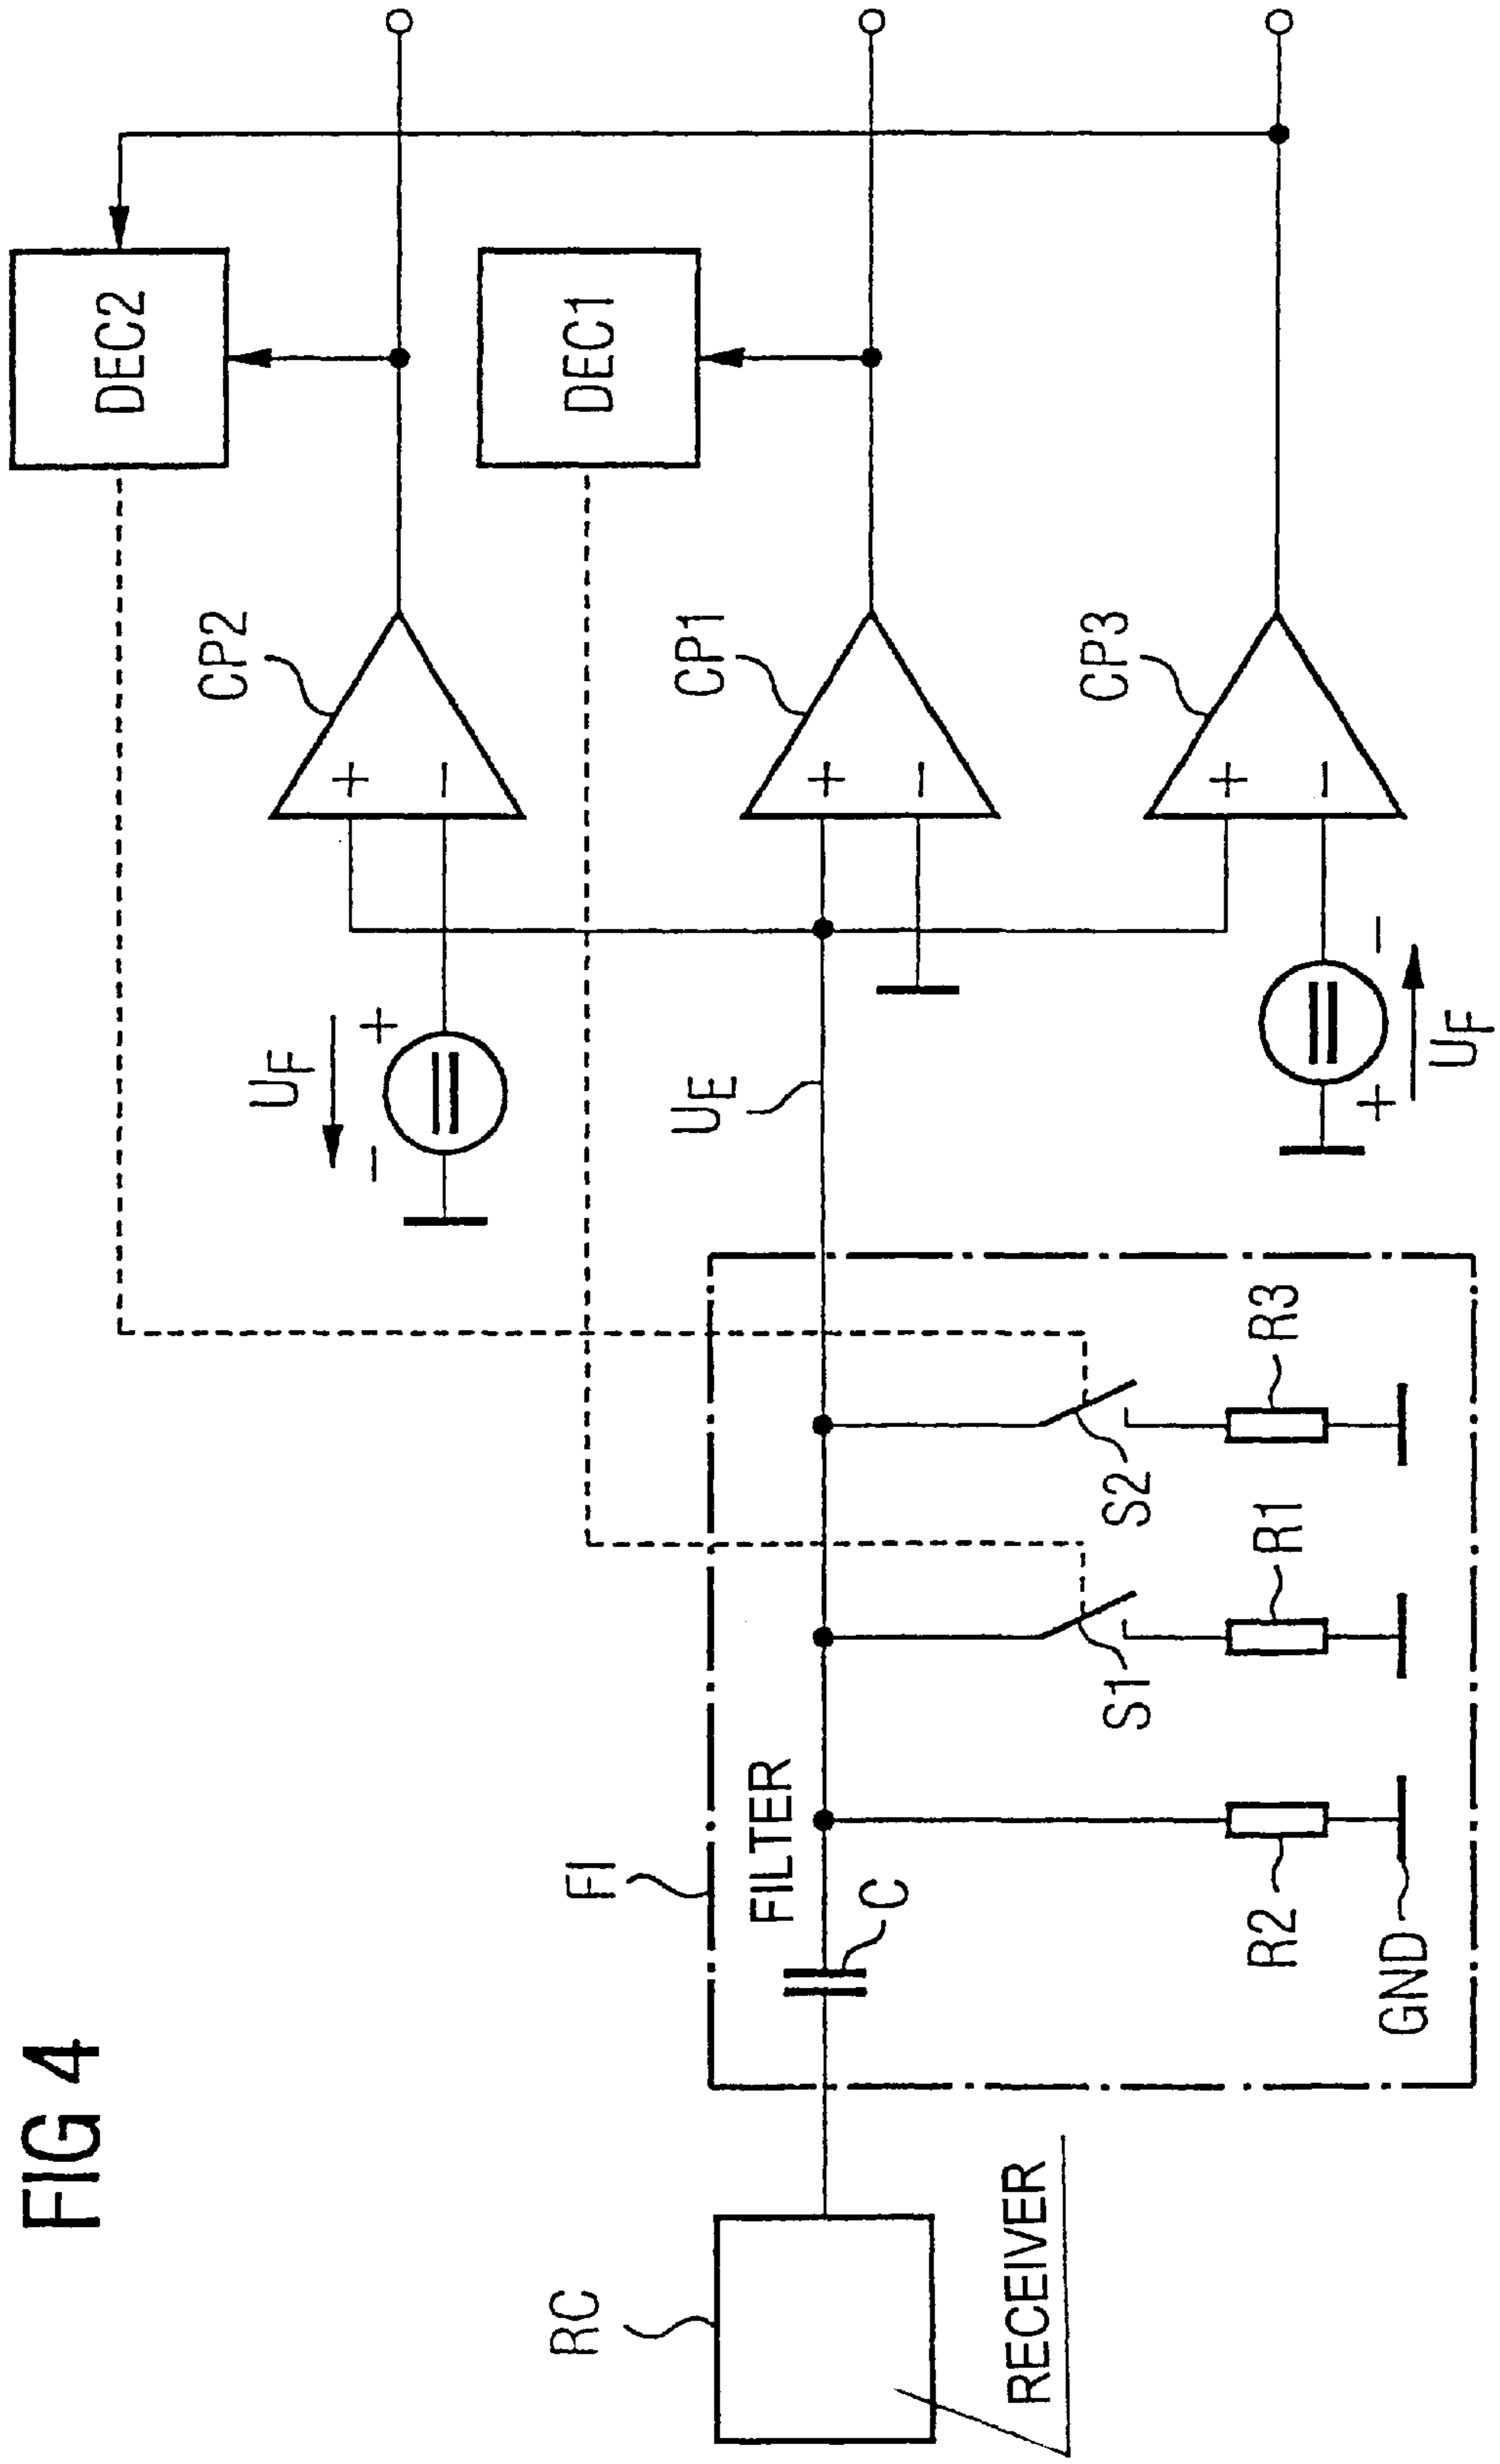 FIG 4
DEC2
DEC1
CP2
+
−
CP1
+
−
CP3
+
−
UF
+
−
UE
UF
−
+
FI
FILTER
C
S2
R3
S1
R1
R2
GND
RC
RECEIVER